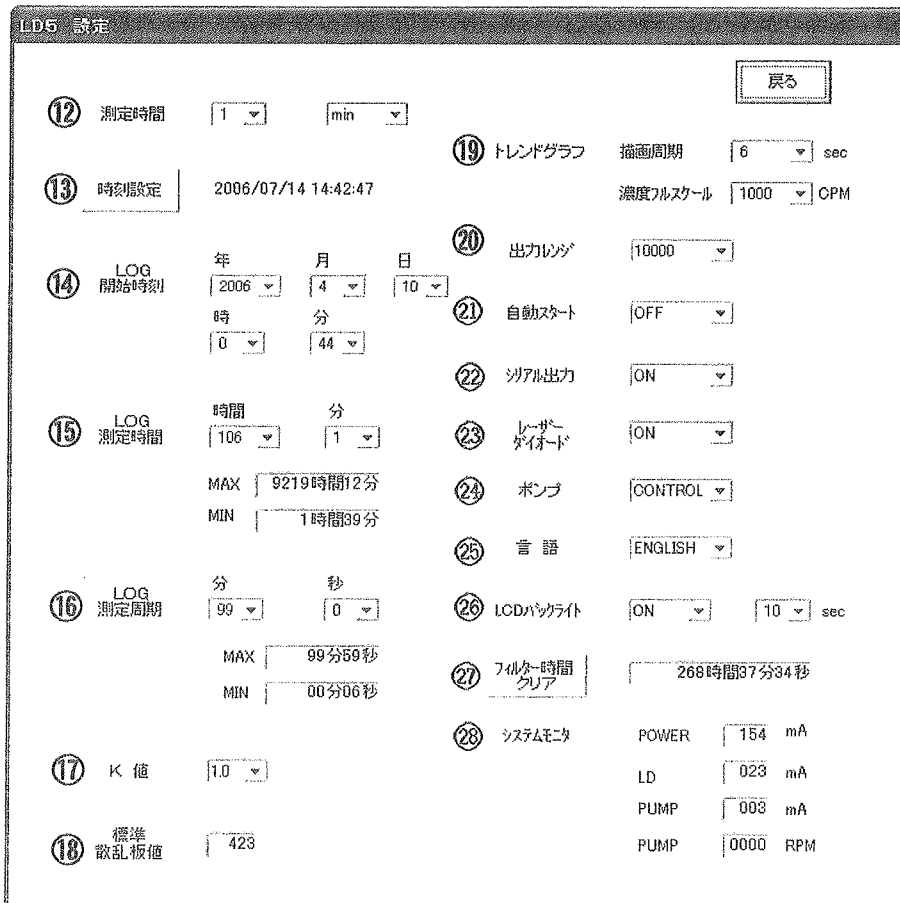 LD5 設定
戻る
⑫ 測定時間 1 min
⑬ 時刻設定 2006/07/14 14:42:47
⑭ LOG
開始時刻
年 月 日
2006 4 10
時 分
0 44
⑮ LOG
測定時間
時間 分
106 1
MAX 9219時間12分
MIN 1時間39分
⑯ LOG
測定周期
分 秒
99 0
MAX 99分59秒
MIN 00分06秒
⑰ K 値 1.0
⑱ 標準
散乱板値 423
⑲ トレンドグラフ 描画周期 6 sec
濃度フルスケール 1000 CPM
⑳ 出力レンジ 10000
㉑ 自動スタート OFF
㉒ シリアル出力 ON
㉓ レーザー
ダイオード ON
㉔ ポンプ CONTROL
㉕ 言 語 ENGLISH
㉖ LCDバックライト ON 10 sec
㉗ フィルター時間
クリア 268時間37分34秒
㉘ システムモニタ POWER 154 mA
LD 023 mA
PUMP 003 mA
PUMP 0000 RPM